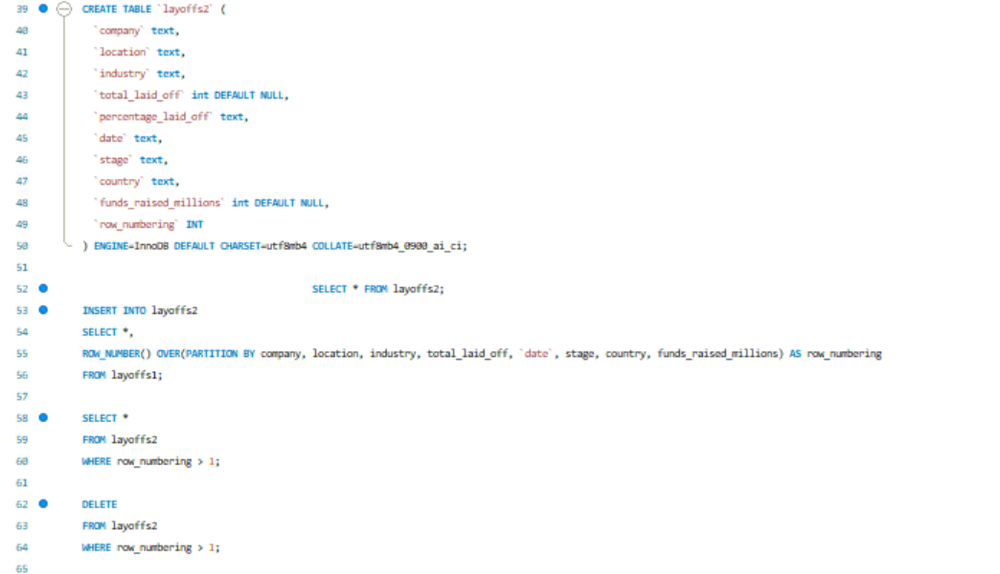 39 CREATE TABLE `layoffs2` (
40 `company` text,
41 `location` text,
42 `industry` text,
43 `total_laid_off` int DEFAULT NULL,
44 `percentage_laid_off` text,
45 `date` text,
46 `stage` text,
47 `country` text,
48 `funds_raised_millions` int DEFAULT NULL,
49 `row_numbering` INT
50 ) ENGINE=InnoDB DEFAULT CHARSET=utf8mb4 COLLATE=utf8mb4_0900_ai_ci;
51
52 SELECT * FROM layoffs2;
53 INSERT INTO layoffs2
54 SELECT *,
55 ROW_NUMBER() OVER(PARTITION BY company, location, industry, total_laid_off, `date`, stage, country, funds_raised_millions) AS row_numbering
56 FROM layoffs1;
57
58 SELECT *
59 FROM layoffs2
60 WHERE row_numbering > 1;
61
62 DELETE
63 FROM layoffs2
64 WHERE row_numbering > 1;
65